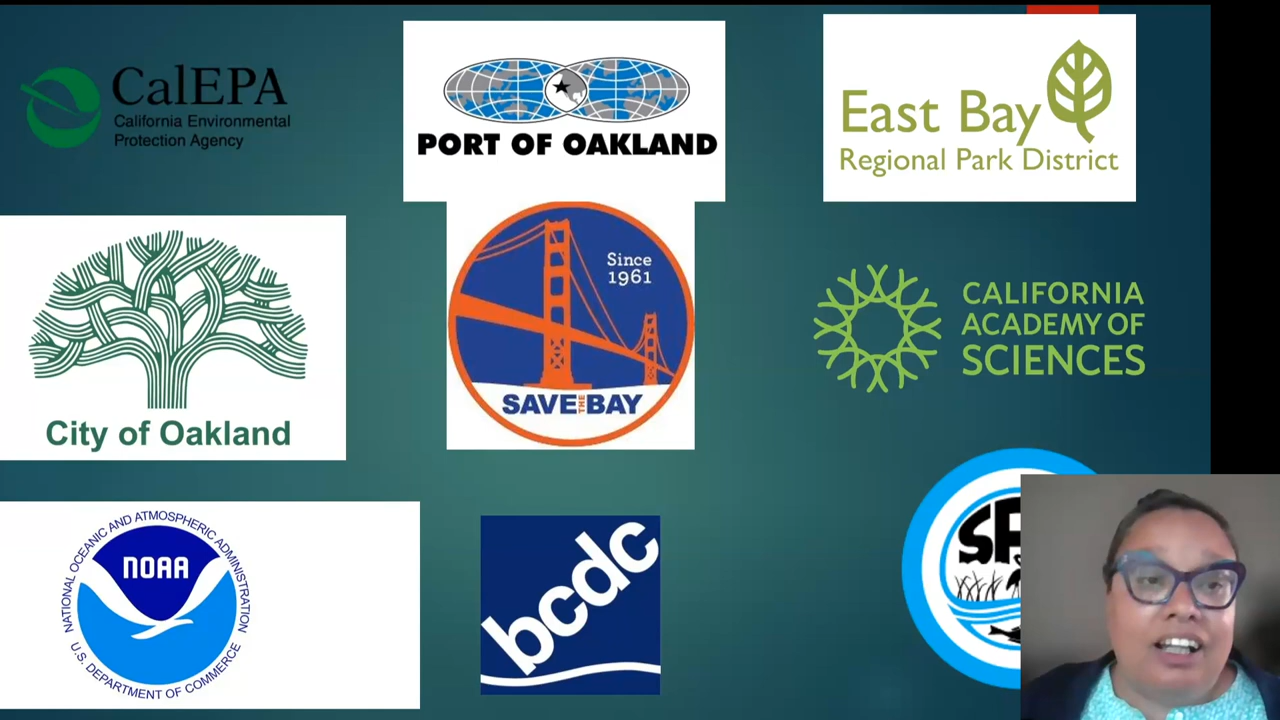 CalEPA
California Environmental
Protection Agency
PORT OF OAKLAND
East Bay
Regional Park District
City of Oakland
Since
1961
SAVE THE BAY
CALIFORNIA
ACADEMY OF
SCIENCES
NATIONAL OCEANIC AND ATMOSPHERIC ADMINISTRATION
NOAA
U.S. DEPARTMENT OF COMMERCE
bcdc